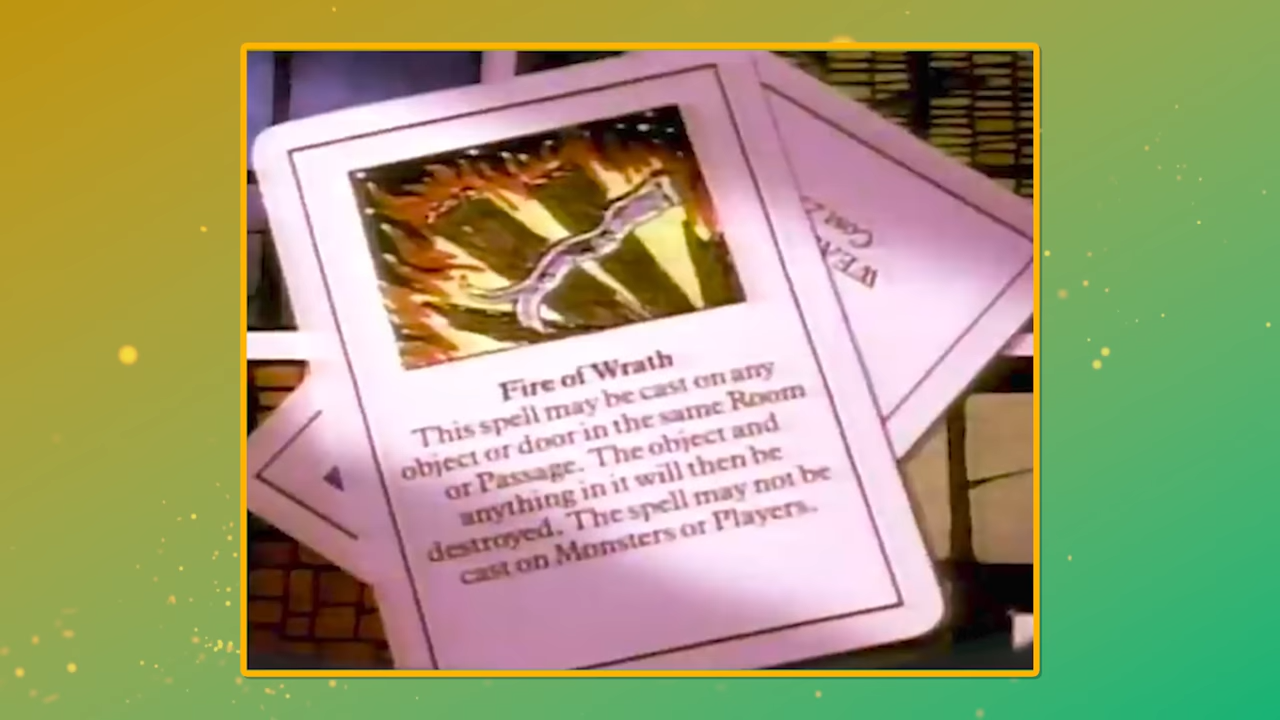 Fire of Wrath
This spell may be cast on any
object or door in the same Room
or Passage. The object and
anything in it will then be
destroyed. The spell may not be
cast on Monsters or Players.